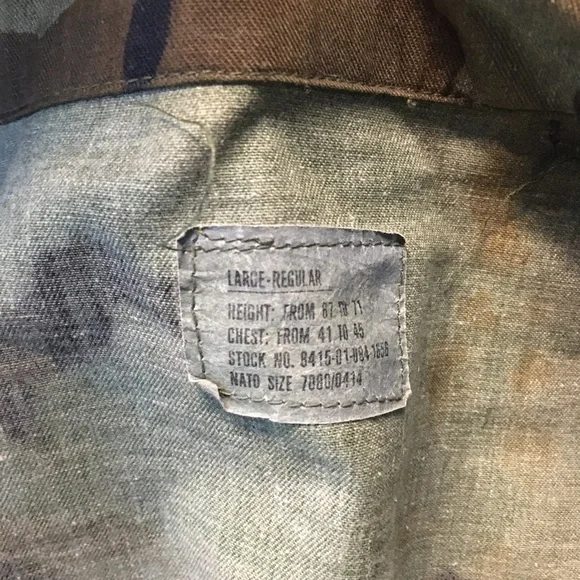 LARGE-REGULAR
HEIGHT: FROM 67 TO 71
CHEST: FROM 41 TO 45
STOCK NO. 8415-01-084-1656
NATO SIZE 7080/0414